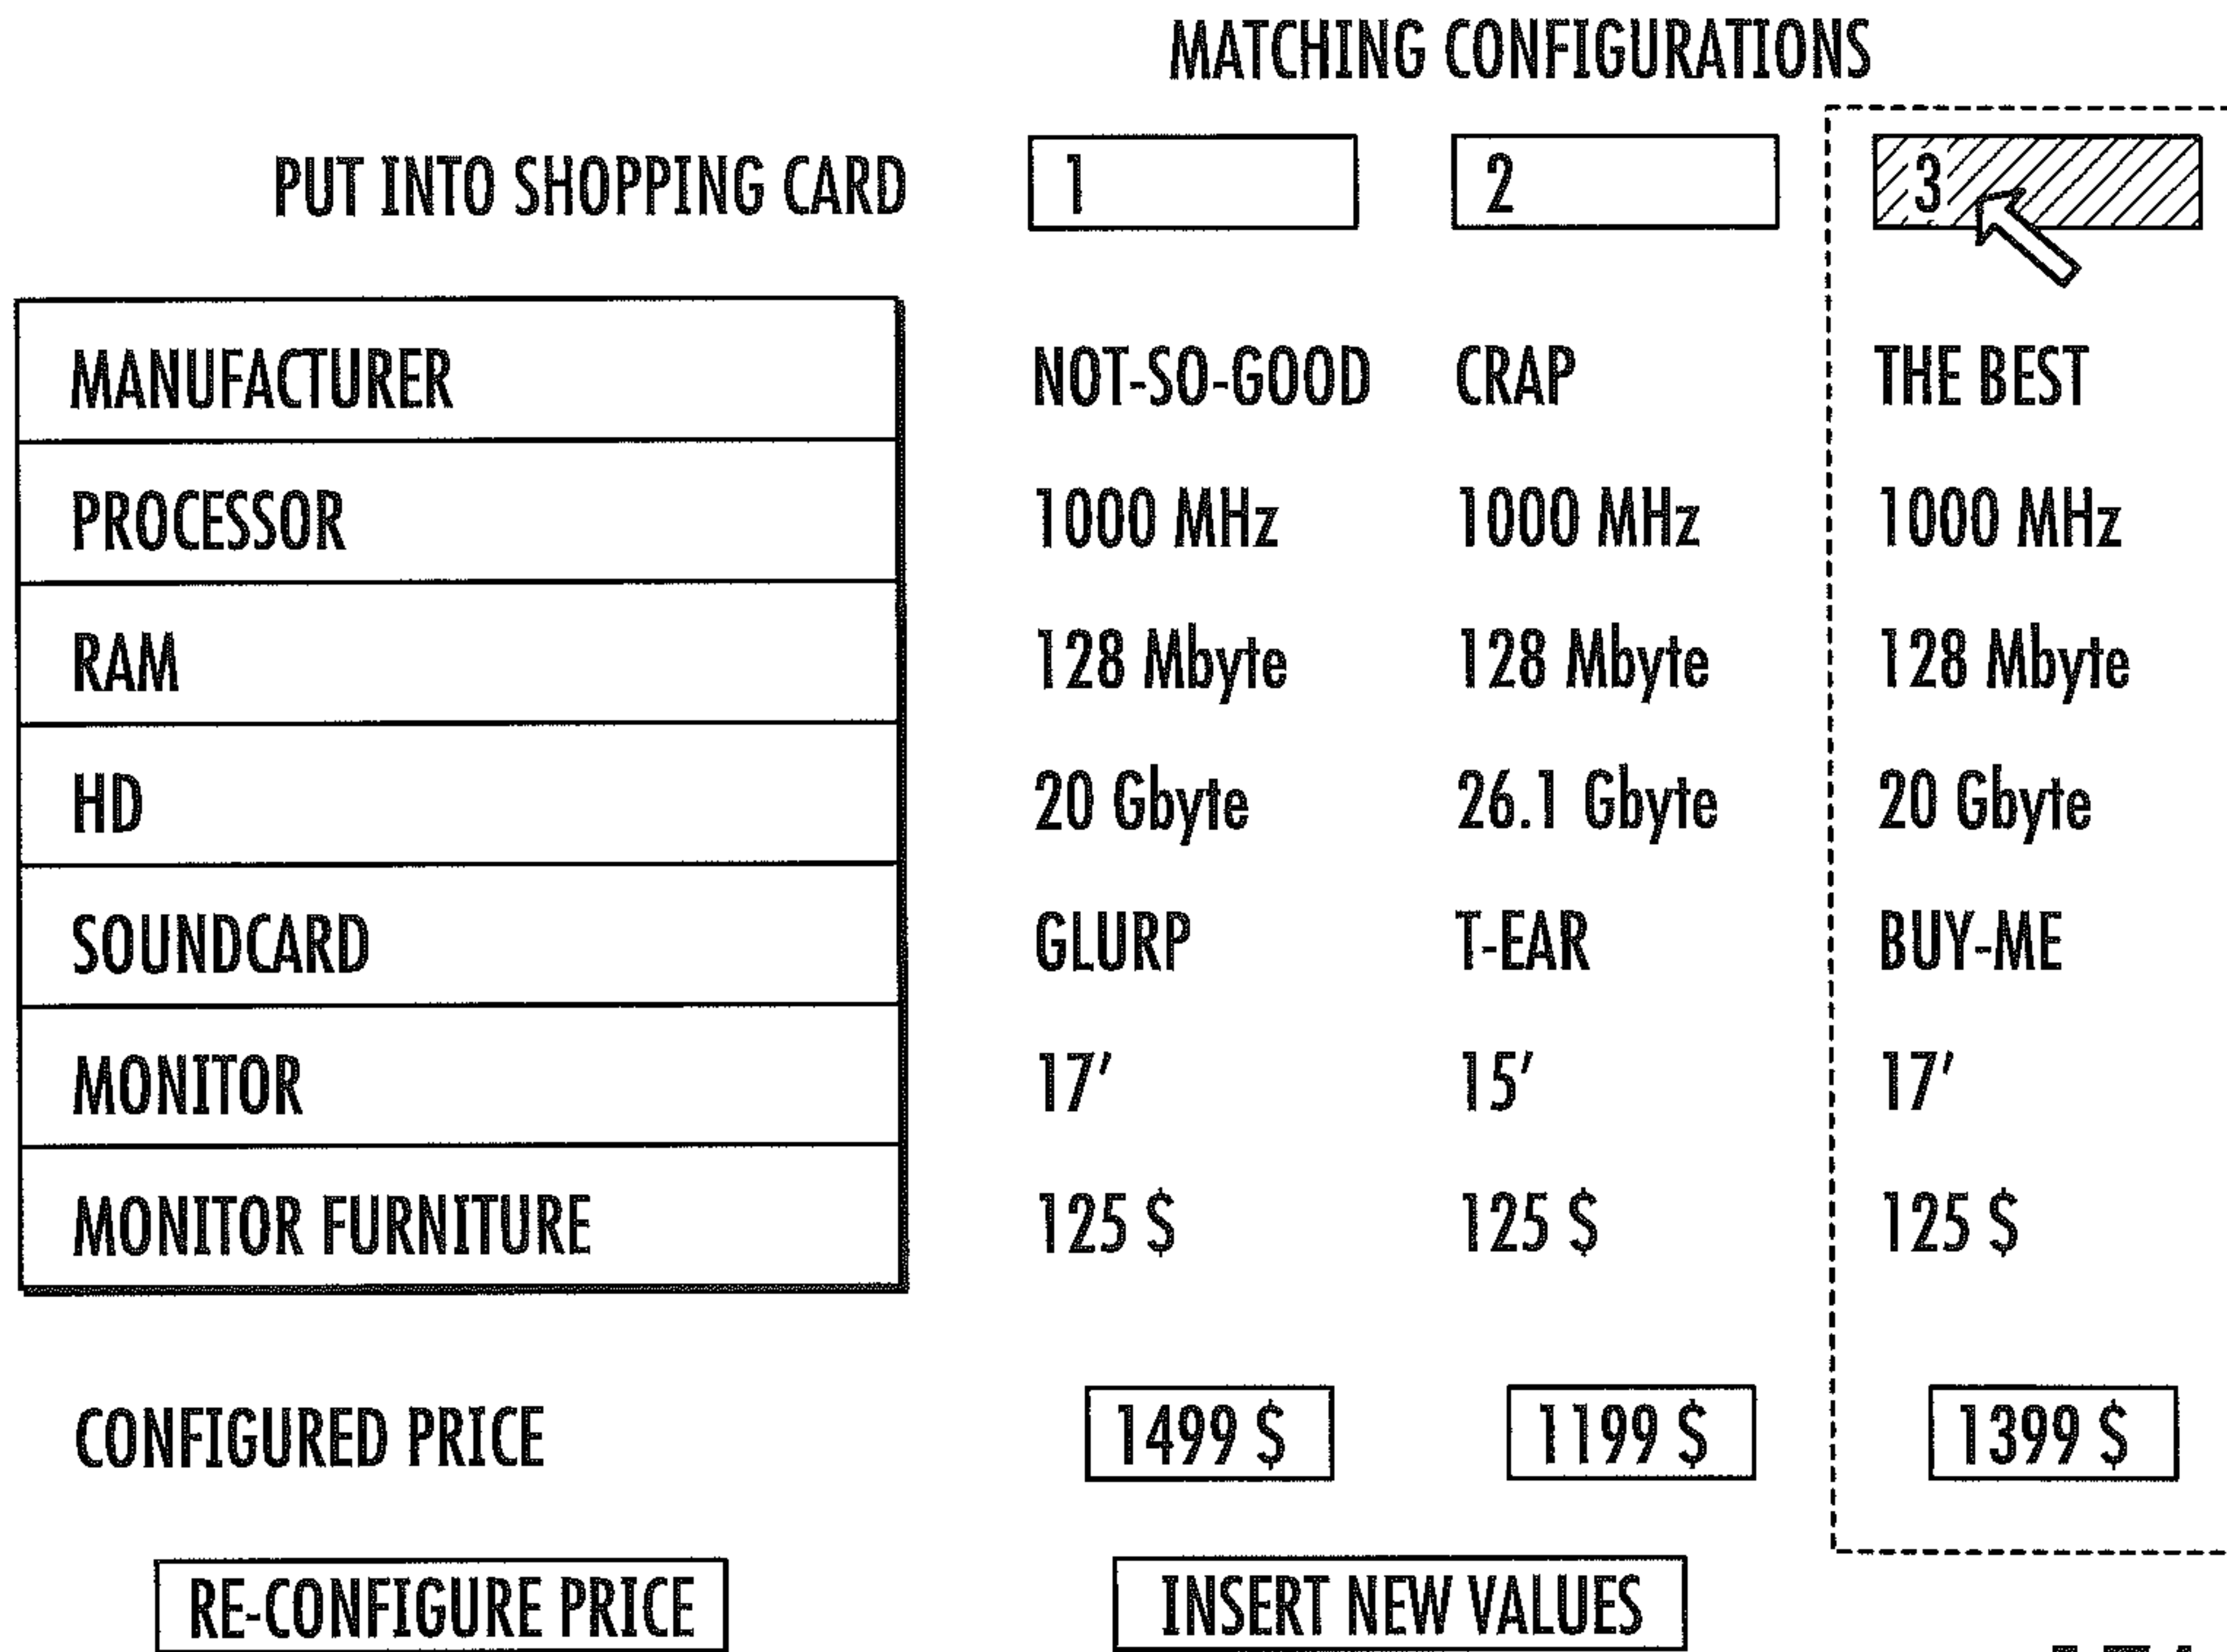 MATCHING CONFIGURATIONS
PUT INTO SHOPPING CARD 1 2 3
MANUFACTURER NOT-SO-GOOD CRAP THE BEST
PROCESSOR 1000 MHz 1000 MHz 1000 MHz
RAM 128 Mbyte 128 Mbyte 128 Mbyte
HD 20 Gbyte 26.1 Gbyte 20 Gbyte
SOUNDCARD GLURP T-EAR BUY-ME
MONITOR 17' 15' 17'
MONITOR FURNITURE 125 $ 125 $ 125 $
CONFIGURED PRICE 1499 $ 1199 $ 1399 $
RE-CONFIGURE PRICE INSERT NEW VALUES